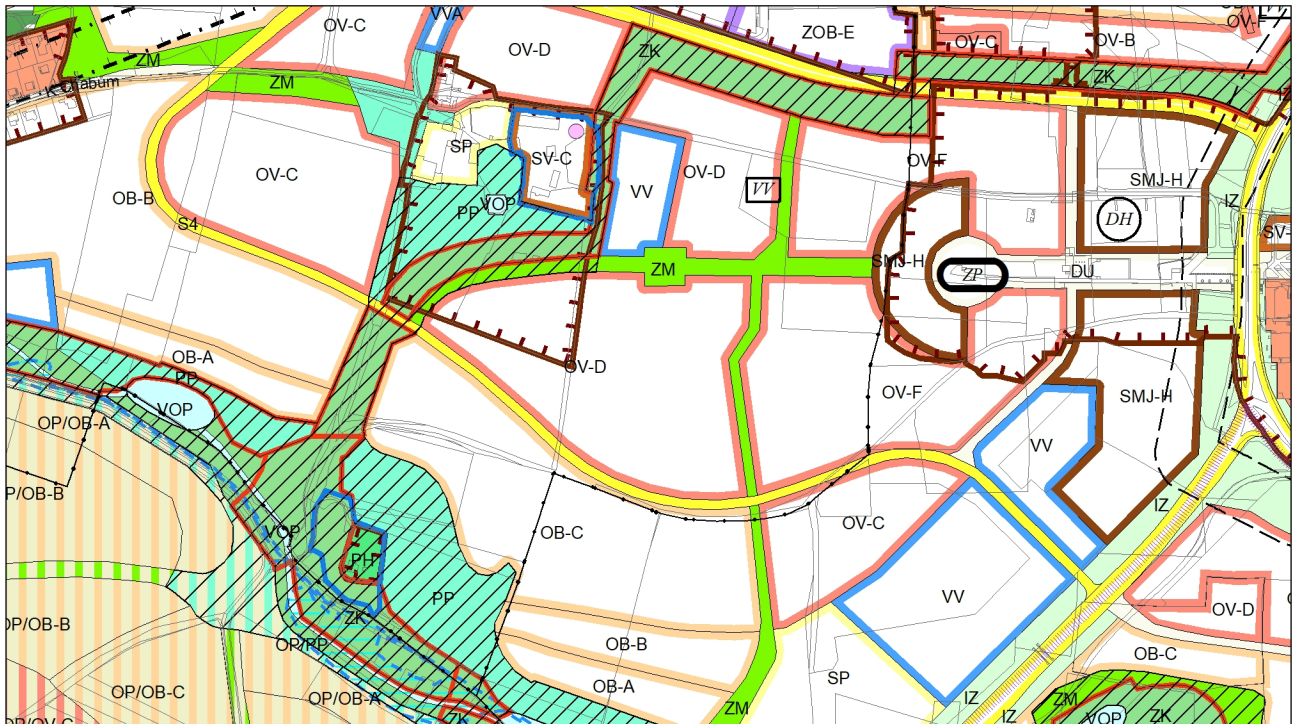 OV-C
VVA
OV-D
ZK
ZOB-E
OV-C
OV-B
OV-F
ZM
ZM
ZK
OB-B
OV-C
SP
SV-C
VV
OV-D
VV
OV-F
SMJ-H
DH
IZ
SV-
PP
VOP
S4
ZM
SMJ-H
ZP
DU
OB-A
PP
VOP
OV-D
OV-F
SMJ-H
OP/OB-A
VV
P/OB-B
VOP
OB-C
OV-C
IZ
PH
PP
VV
OV-D
ZK
P/OB-B
OP/PP
OB-B
OB-C
OP/OB-C
OP/OB-A
OB-A
SP
ZM
IZ
IZ
ZM
VOP
ZK
OP/OV-C
ZK